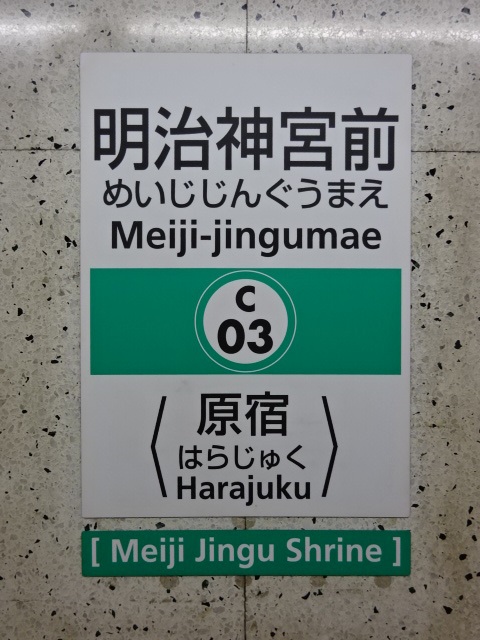 明治神宮前
めいじじんぐうまえ
Meiji-jingumae
C
03
〈原宿
はらじゅく
Harajuku〉
[ Meiji Jingu Shrine ]